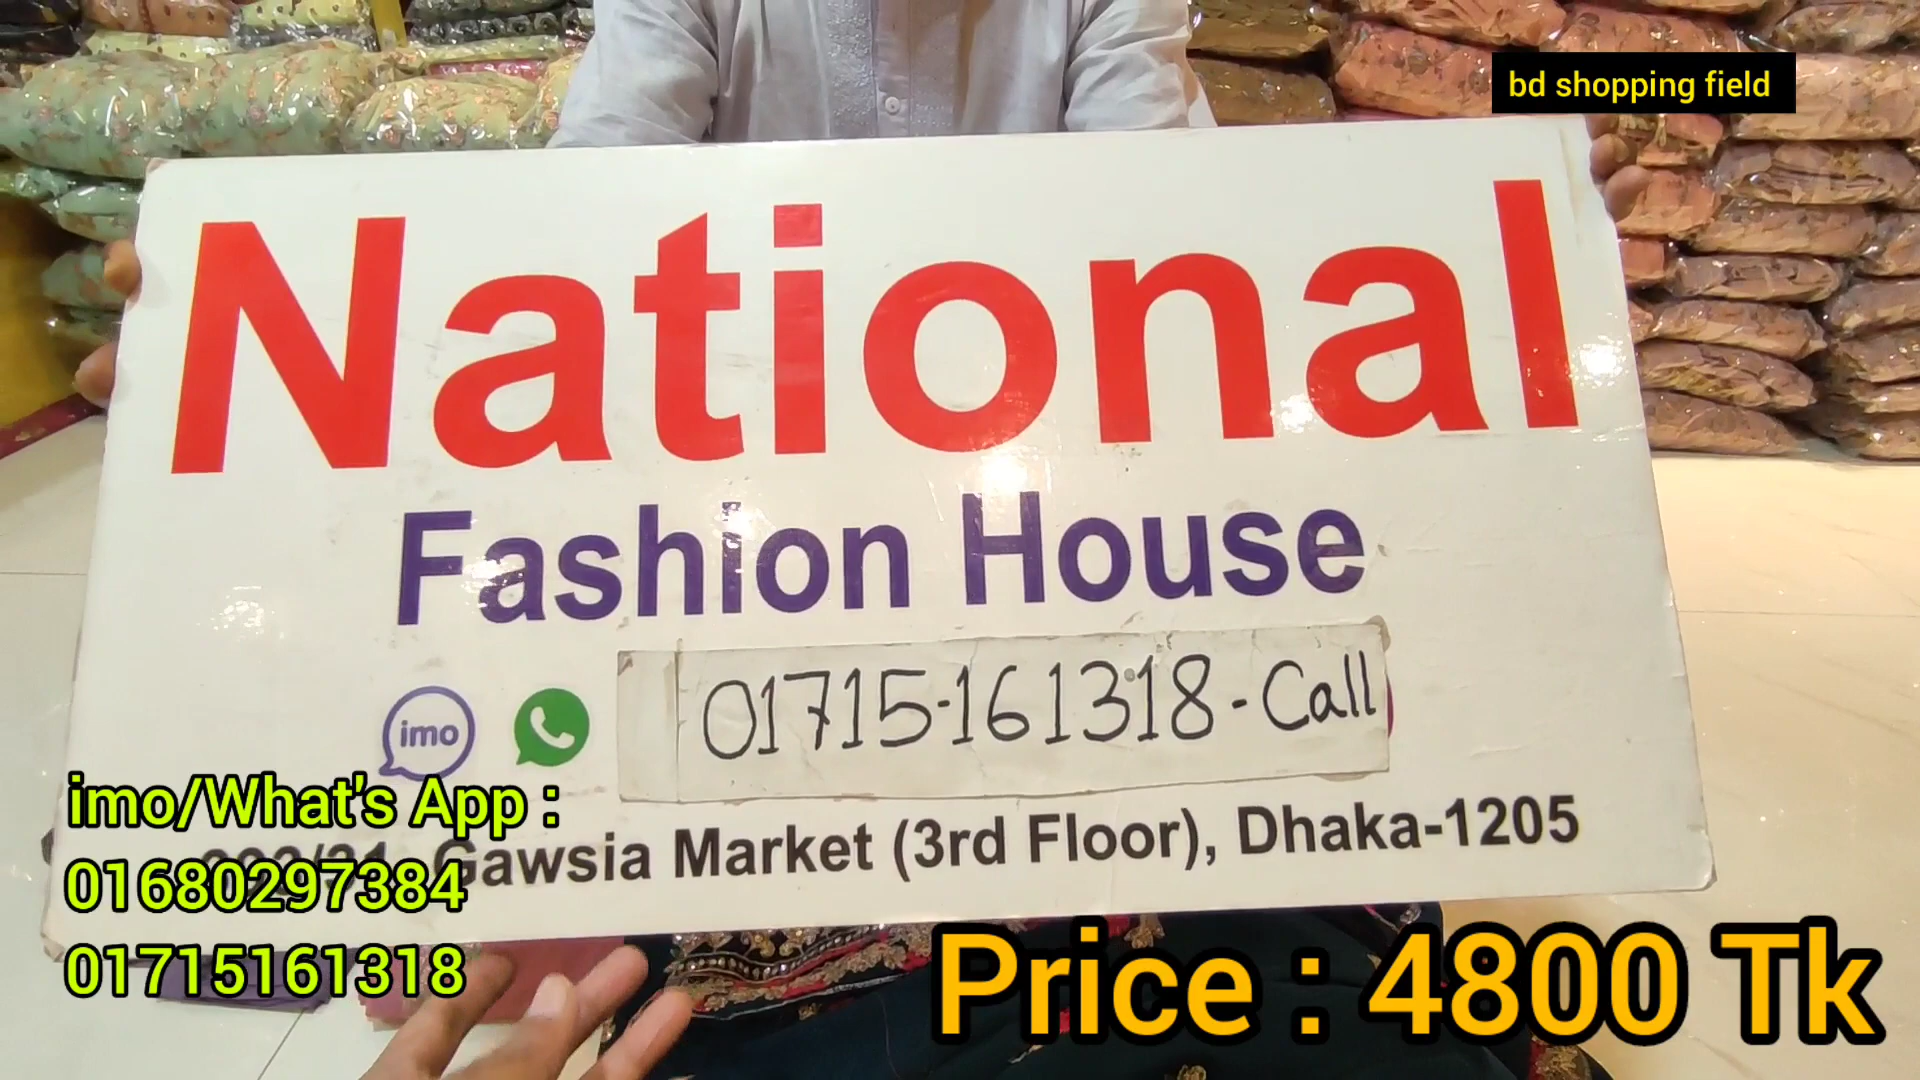 bd shopping field
National
Fashion House
01715-161318 - Call
imo
imo/What's App :
Gawsia Market (3rd Floor), Dhaka-1205
01680297384
01715161318
Price : 4800 Tk